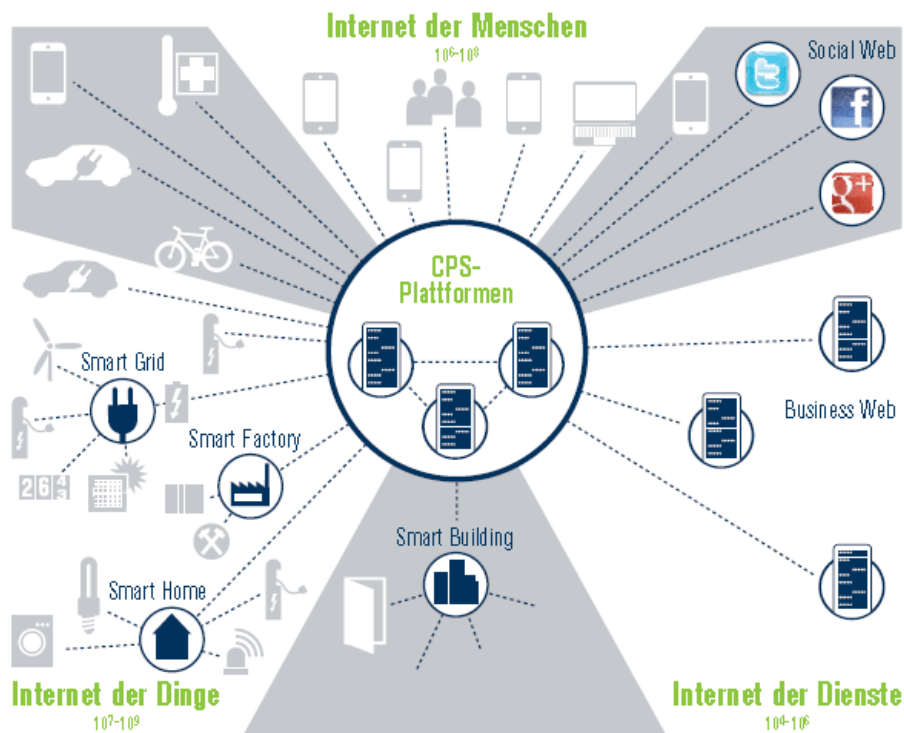 Internet der Menschen
10⁶-10⁸
Social Web
f
g+
CPS-
Plattformen
Smart Grid
Business Web
Smart Factory
264
Smart Building
Smart Home
Internet der Dinge
10⁷-10⁹
Internet der Dienste
10⁴-10⁶